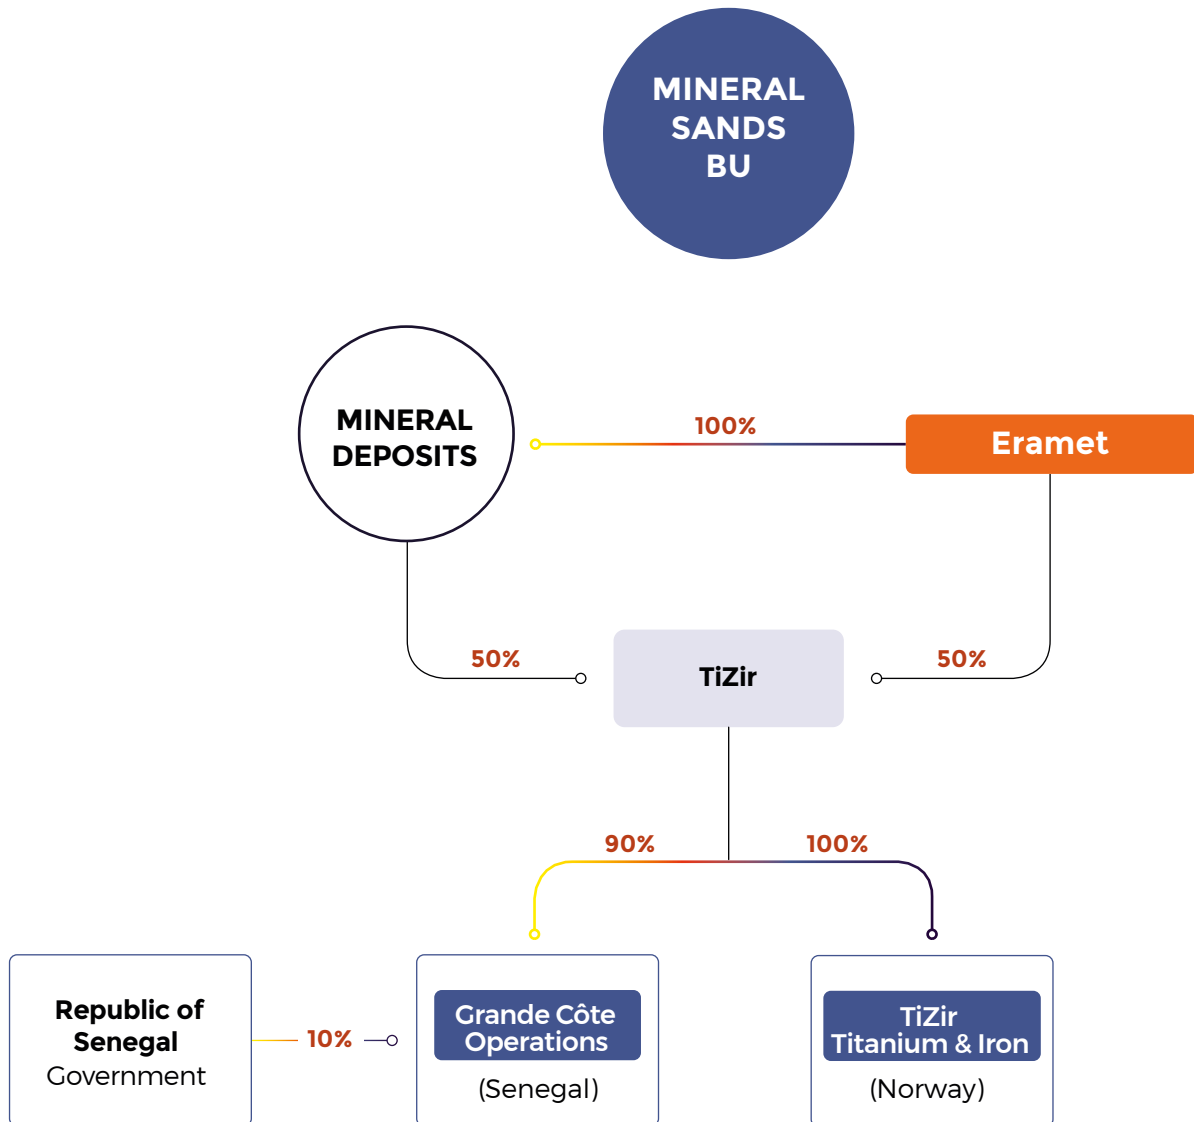 MINERAL
SANDS
BU
MINERAL
DEPOSITS
100%
Eramet
50%
TiZir
50%
90%
100%
Republic of
Senegal
Government
10%
Grande Côte
Operations
(Senegal)
TiZir
Titanium & Iron
(Norway)